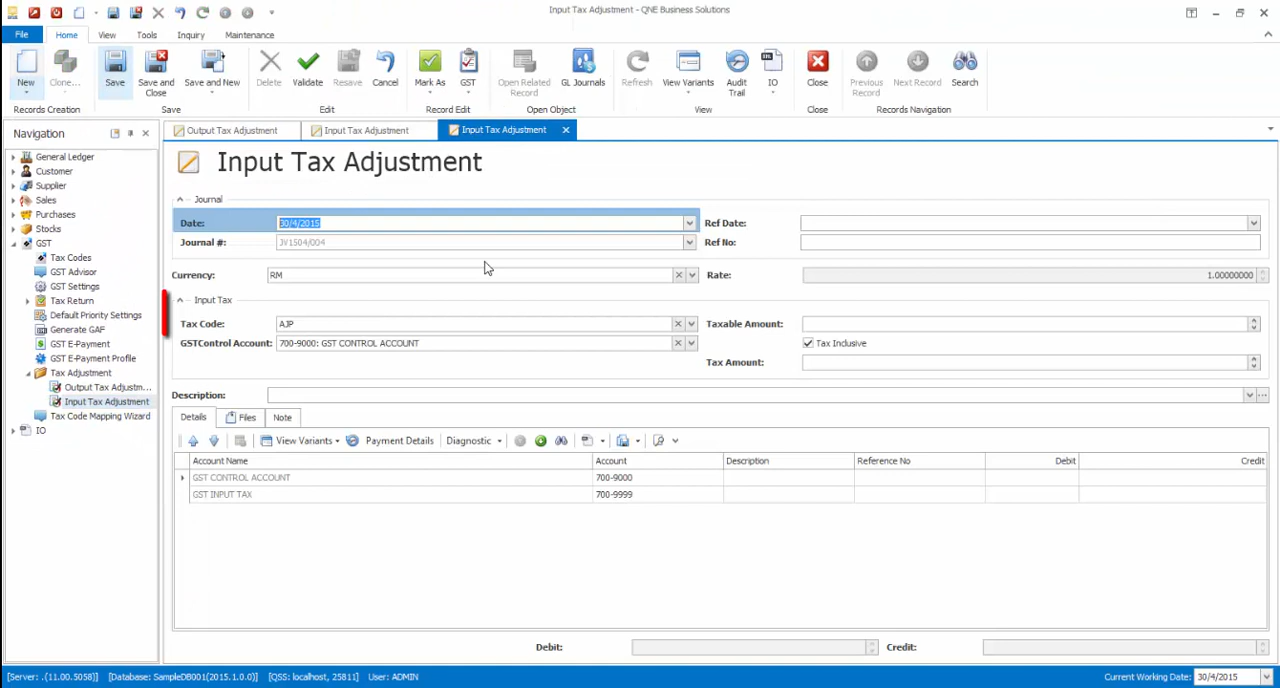 Input Tax Adjustment - QNE Business Solutions
File Home View Tools Inquiry Maintenance
New Clone... Save Save and Close Save and New Delete Validate Resave Cancel Mark As GST Open Related Record GL Journals Refresh View Variants Audit Trail IO Close Previous Record Next Record Search
Records Creation Save Edit Record Edit Open Object View Close Records Navigation
Navigation
General Ledger
Customer
Supplier
Sales
Purchases
Stocks
GST
Tax Codes
GST Advisor
GST Settings
Tax Return
Default Priority Settings
Generate GAF
GST E-Payment
GST E-Payment Profile
Tax Adjustment
Output Tax Adjustm...
Input Tax Adjustment
Tax Code Mapping Wizard
IO
Output Tax Adjustment Input Tax Adjustment Input Tax Adjustment
Input Tax Adjustment
Journal
Date: 30/4/2015 Ref Date:
Journal #: JV1504/004 Ref No:
Currency: RM Rate: 1.00000000
Input Tax
Tax Code: AJP Taxable Amount:
GSTControl Account: 700-9000: GST CONTROL ACCOUNT Tax Inclusive
Tax Amount:
Description:
Details Files Note
View Variants Payment Details Diagnostic
Account Name Account Description Reference No Debit Credit
GST CONTROL ACCOUNT 700-9000
GST INPUT TAX 700-9999
Debit: Credit:
[Server: .(11.00.5058)] [Database: SampleDB001(2015.1.0.0)] [QSS: localhost, 25811] User: ADMIN Current Working Date: 30/4/2015